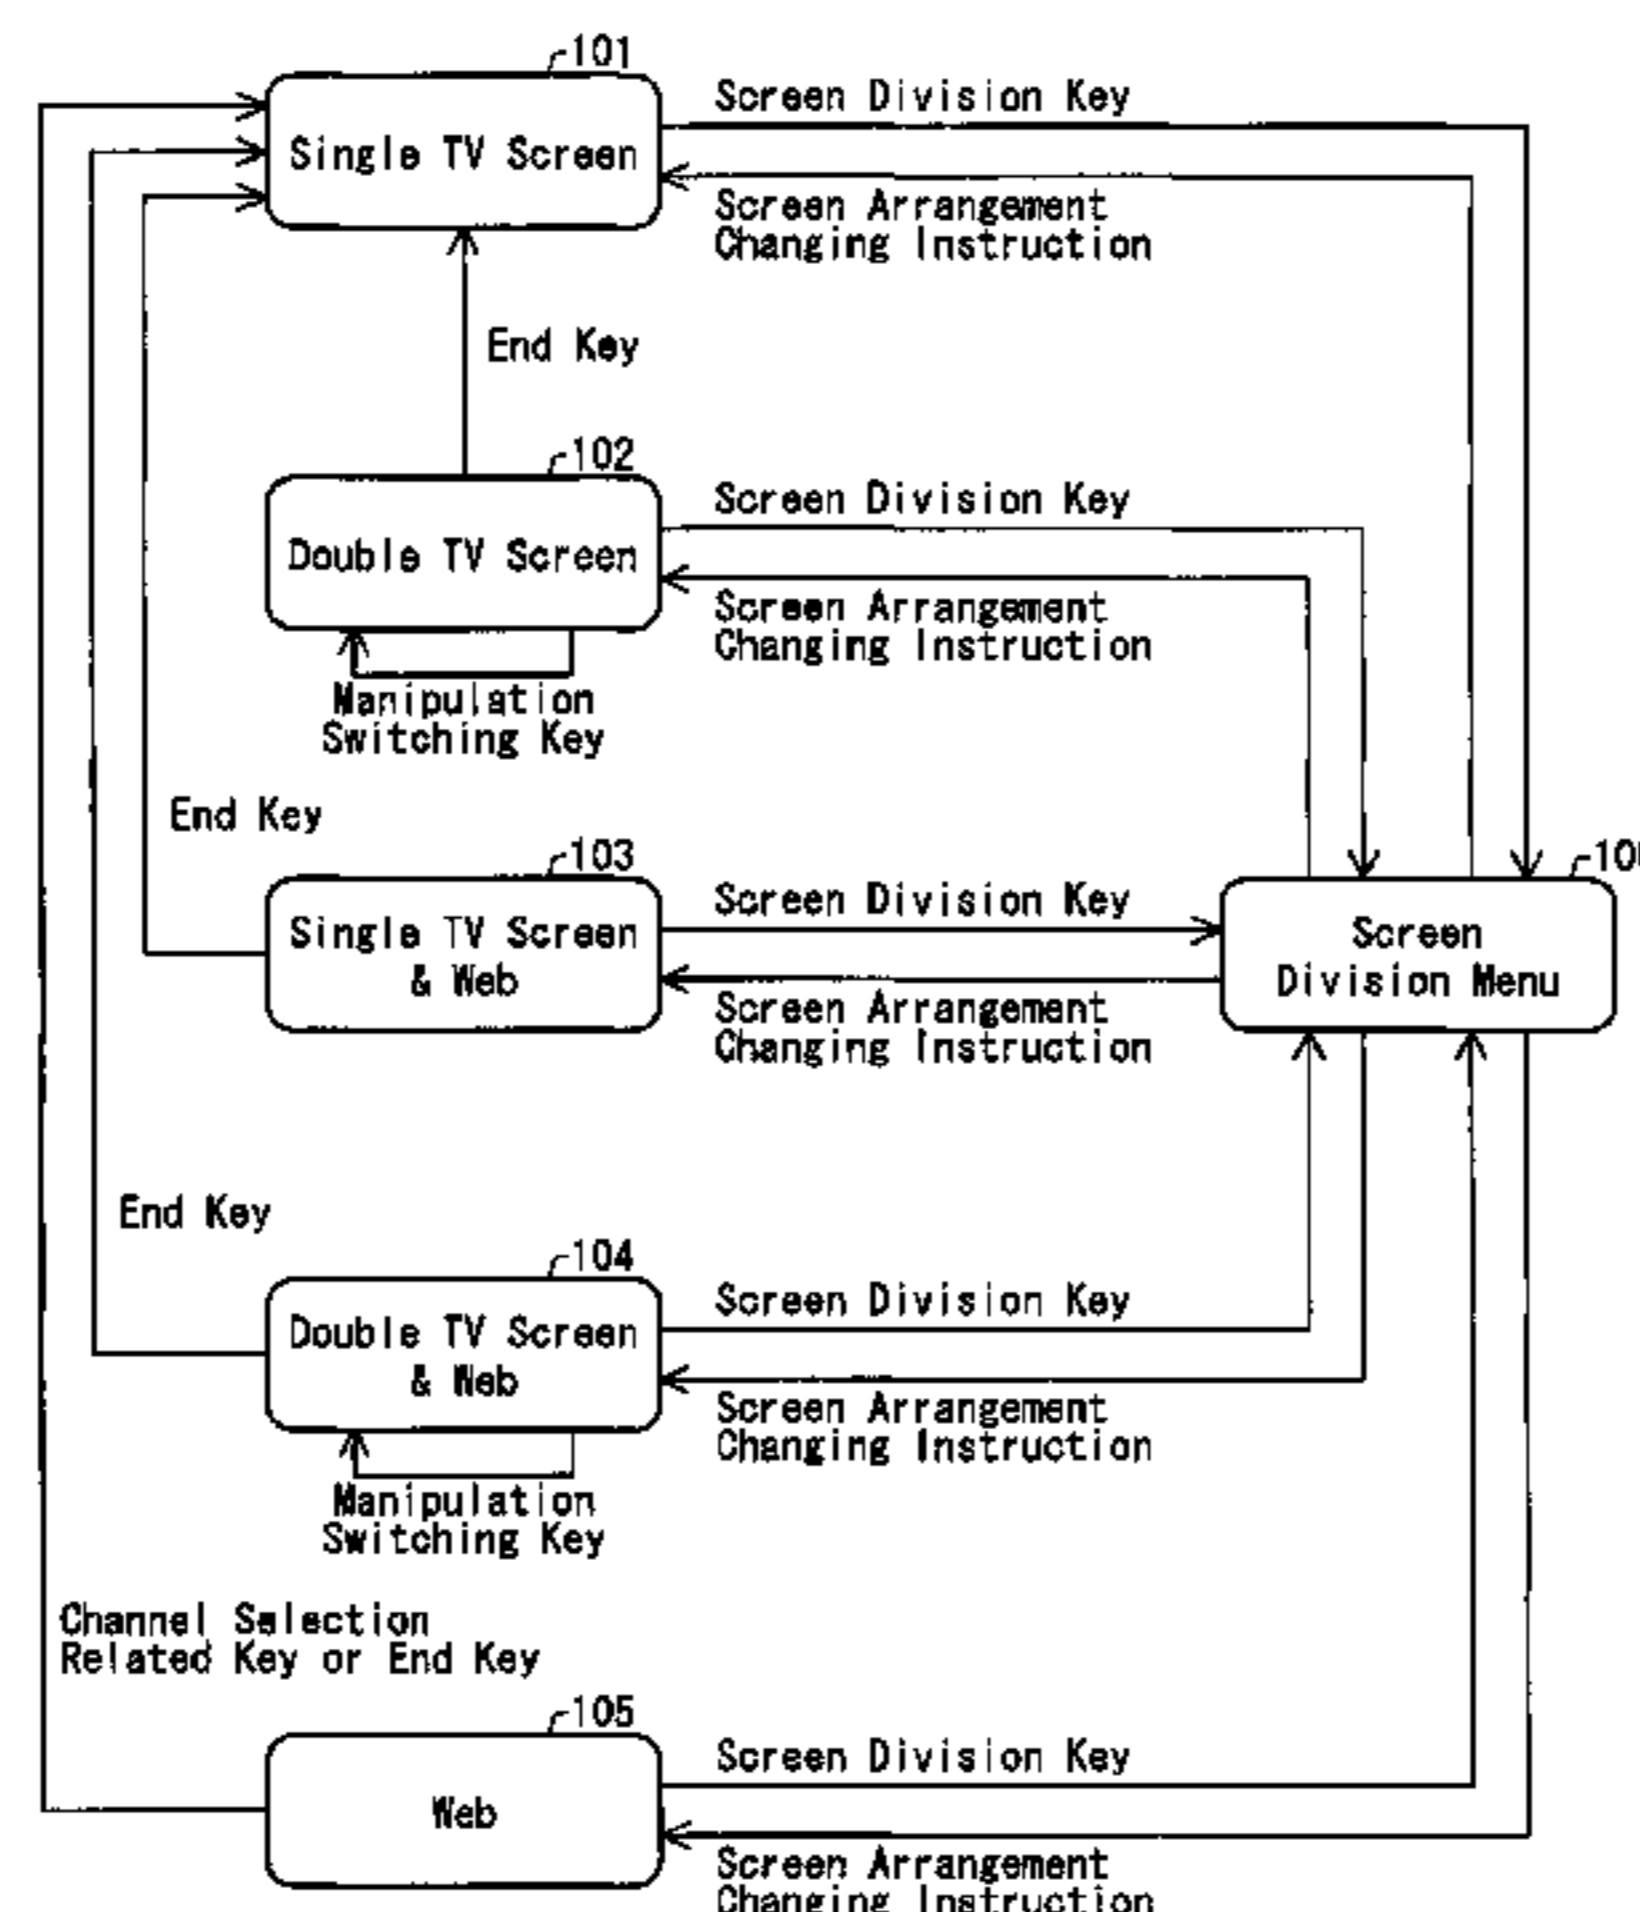 101
Single TV Screen
Screen Division Key
Screen Arrangement
Changing Instruction
End Key
102
Double TV Screen
Screen Division Key
Screen Arrangement
Changing Instruction
Manipulation
Switching Key
End Key
103
Single TV Screen
& Web
Screen Division Key
Screen Arrangement
Changing Instruction
Screen
Division Menu
End Key
104
Double TV Screen
& Web
Screen Division Key
Screen Arrangement
Changing Instruction
Manipulation
Switching Key
Channel Selection
Related Key or End Key
105
Web
Screen Division Key
Screen Arrangement
Changing Instruction